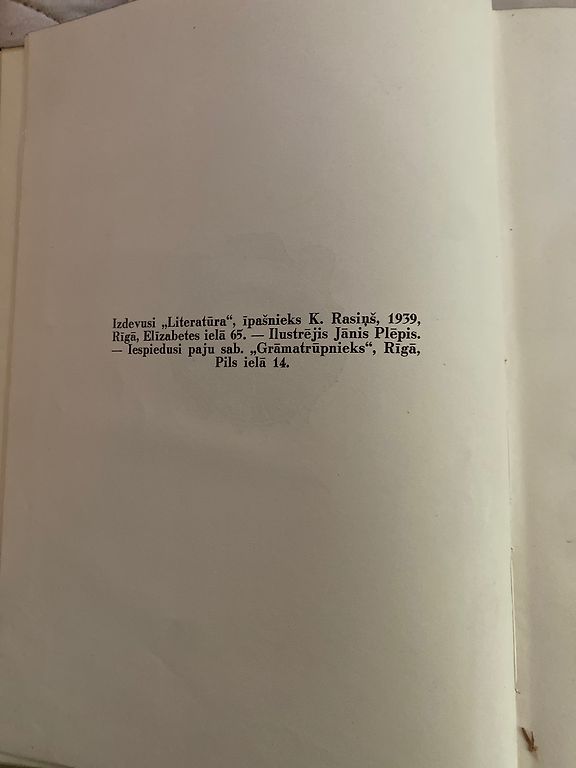 Izdevusi „Literatūra“, īpašnieks K. Rasiņš, 1939,
Rīgā, Elīzabetes ielā 65. — Ilustrējis Jānis Plēpis.
— Iespiedusi paju sab. „Grāmatrūpnieks“, Rīgā,
Pils ielā 14.